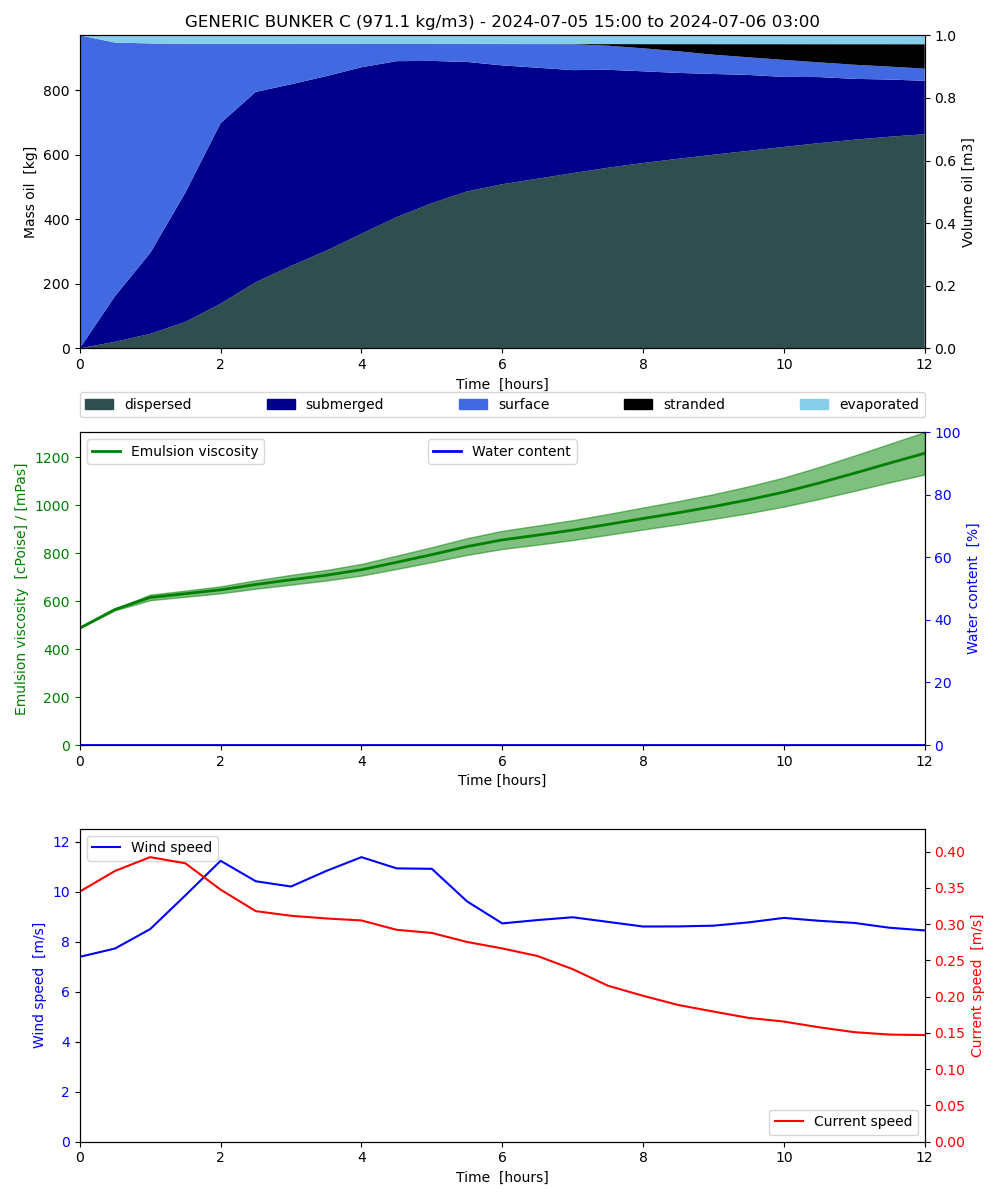 GENERIC BUNKER C (971.1 kg/m3) - 2024-07-05 15:00 to 2024-07-06 03:00
Mass oil [kg]
800
600
400
200
0
1.0
0.8
0.6
0.4
0.2
0.0
Volume oil [m3]
0 2 4 6 8 10 12
Time [hours]
dispersed submerged surface stranded evaporated
Emulsion viscosity [cPoise] / [mPas]
1200
1000
800
600
400
200
0
Emulsion viscosity
Water content
100
80
60
40
20
0
Water content [%]
0 2 4 6 8 10 12
Time [hours]
Wind speed [m/s]
12
10
8
6
4
2
0
Wind speed
0.40
0.35
0.30
0.25
0.20
0.15
0.10
0.05
0.00
Current speed [m/s]
Current speed
0 2 4 6 8 10 12
Time [hours]